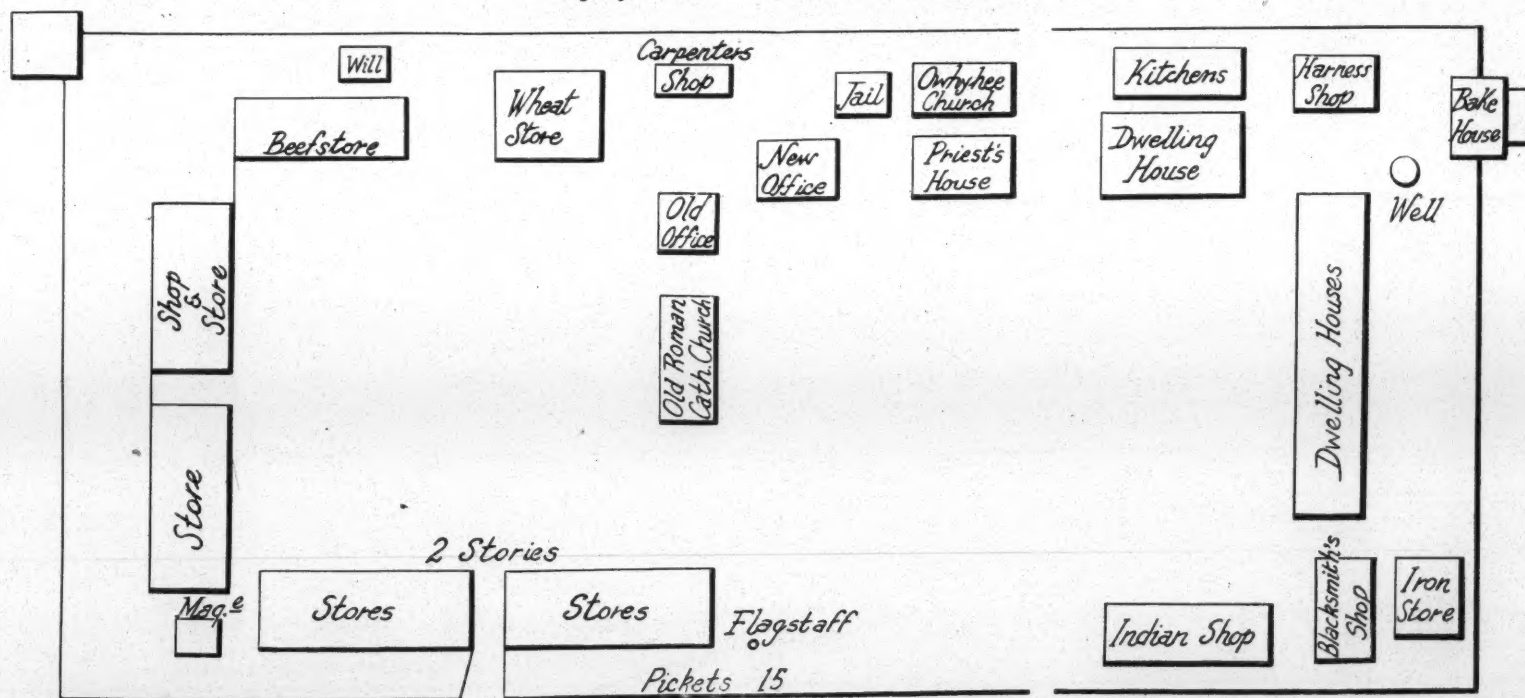 Will
Carpenters
Shop
Wheat
Store
Beefstore
Jail
Owhyhee
Church
Kitchens
Harness
Shop
Bake
House
New
Office
Priest's
House
Dwelling
House
Well
Old
Office
Shop
&
Store
Old Roman
Cath. Church
Dwelling Houses
Store
2 Stories
Mag.e
Stores
Stores
Flagstaff
Indian Shop
Blacksmith's
Shop
Iron
Store
Pickets 15